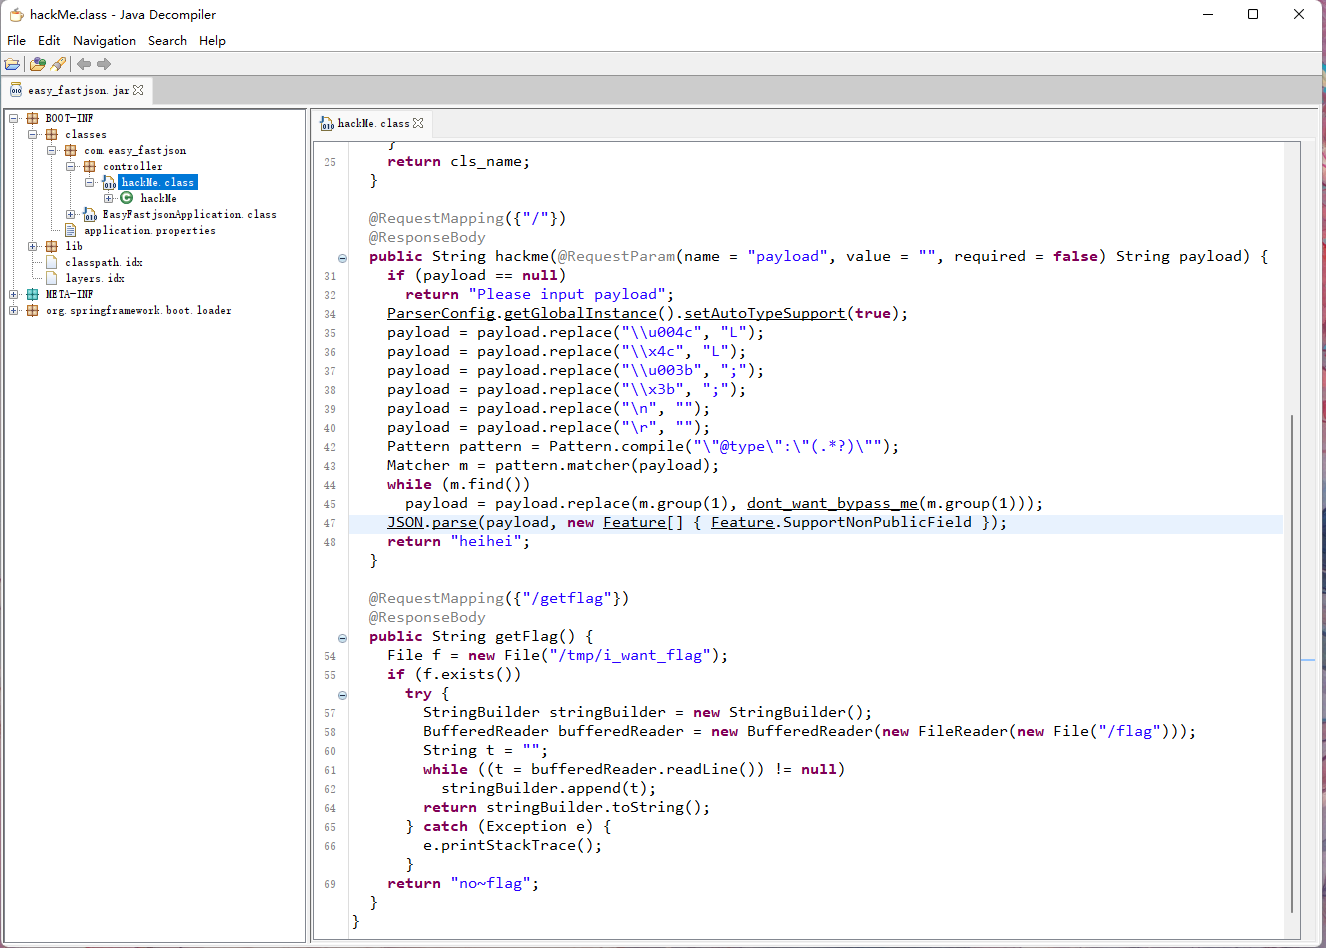 hackMe.class - Java Decompiler
File Edit Navigation Search Help
easy_fastjson.jar
BOOT-INF
classes
com.easy_fastjson
controller
hackMe.class
hackMe
EasyFastjsonApplication.class
application.properties
lib
classpath.idx
layers.idx
META-INF
org.springframework.boot.loader
hackMe.class
}
25 return cls_name;
}
@RequestMapping({"/"})
@ResponseBody
public String hackme(@RequestParam(name = "payload", value = "", required = false) String payload) {
31 if (payload == null)
32 return "Please input payload";
34 ParserConfig.getGlobalInstance().setAutoTypeSupport(true);
35 payload = payload.replace("\\u004c", "L");
36 payload = payload.replace("\\x4c", "L");
37 payload = payload.replace("\\u003b", ";");
38 payload = payload.replace("\\x3b", ";");
39 payload = payload.replace("\n", "");
40 payload = payload.replace("\r", "");
42 Pattern pattern = Pattern.compile("\"@type\":\"(.*?)\"");
43 Matcher m = pattern.matcher(payload);
44 while (m.find())
45 payload = payload.replace(m.group(1), dont_want_bypass_me(m.group(1)));
47 JSON.parse(payload, new Feature[] { Feature.SupportNonPublicField });
48 return "heihei";
}
@RequestMapping({"/getflag"})
@ResponseBody
public String getFlag() {
54 File f = new File("/tmp/i_want_flag");
55 if (f.exists())
try {
57 StringBuilder stringBuilder = new StringBuilder();
58 BufferedReader bufferedReader = new BufferedReader(new FileReader(new File("/flag")));
60 String t = "";
61 while ((t = bufferedReader.readLine()) != null)
62 stringBuilder.append(t);
64 return stringBuilder.toString();
65 } catch (Exception e) {
66 e.printStackTrace();
}
69 return "no~flag";
}
}